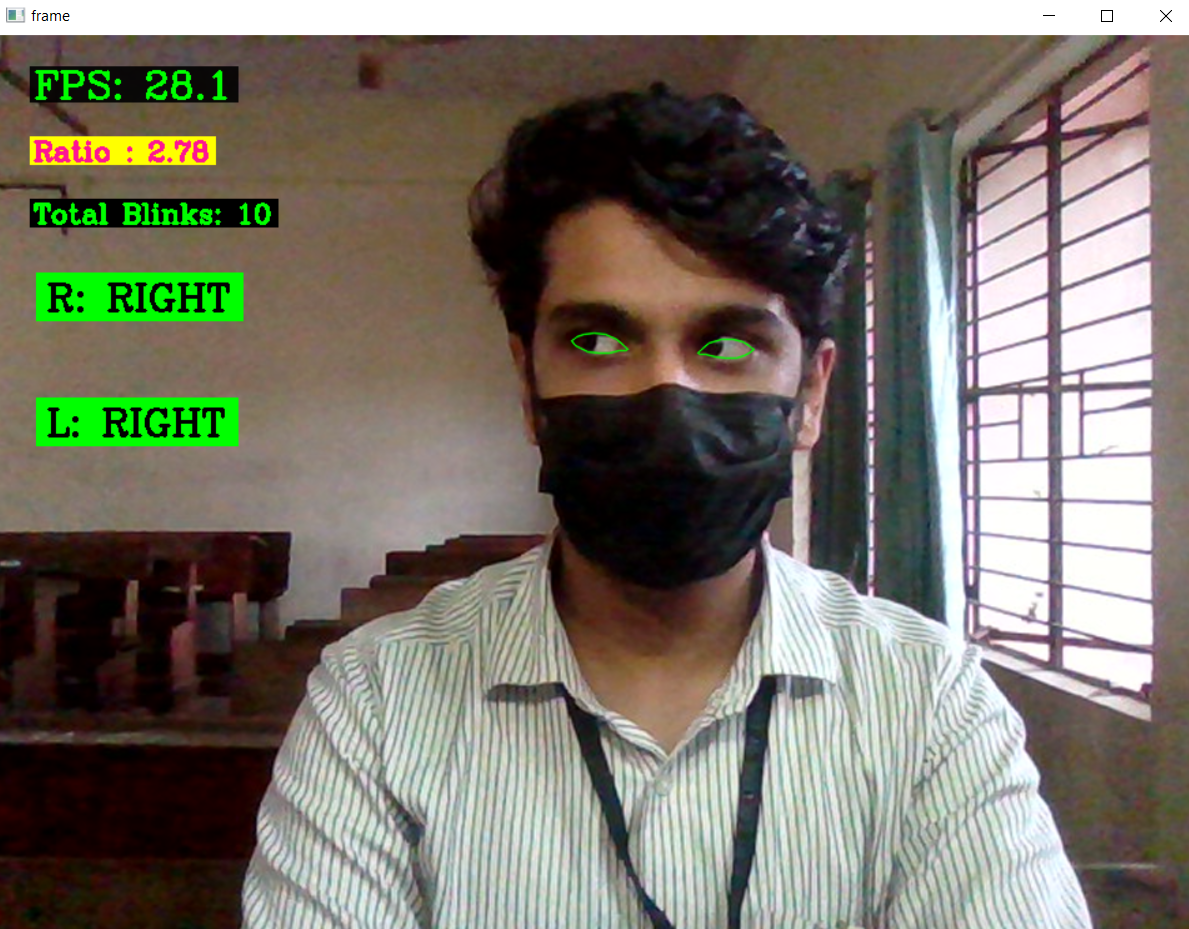 frame
FPS: 28.1
Ratio : 2.78
Total Blinks: 10
R: RIGHT
L: RIGHT